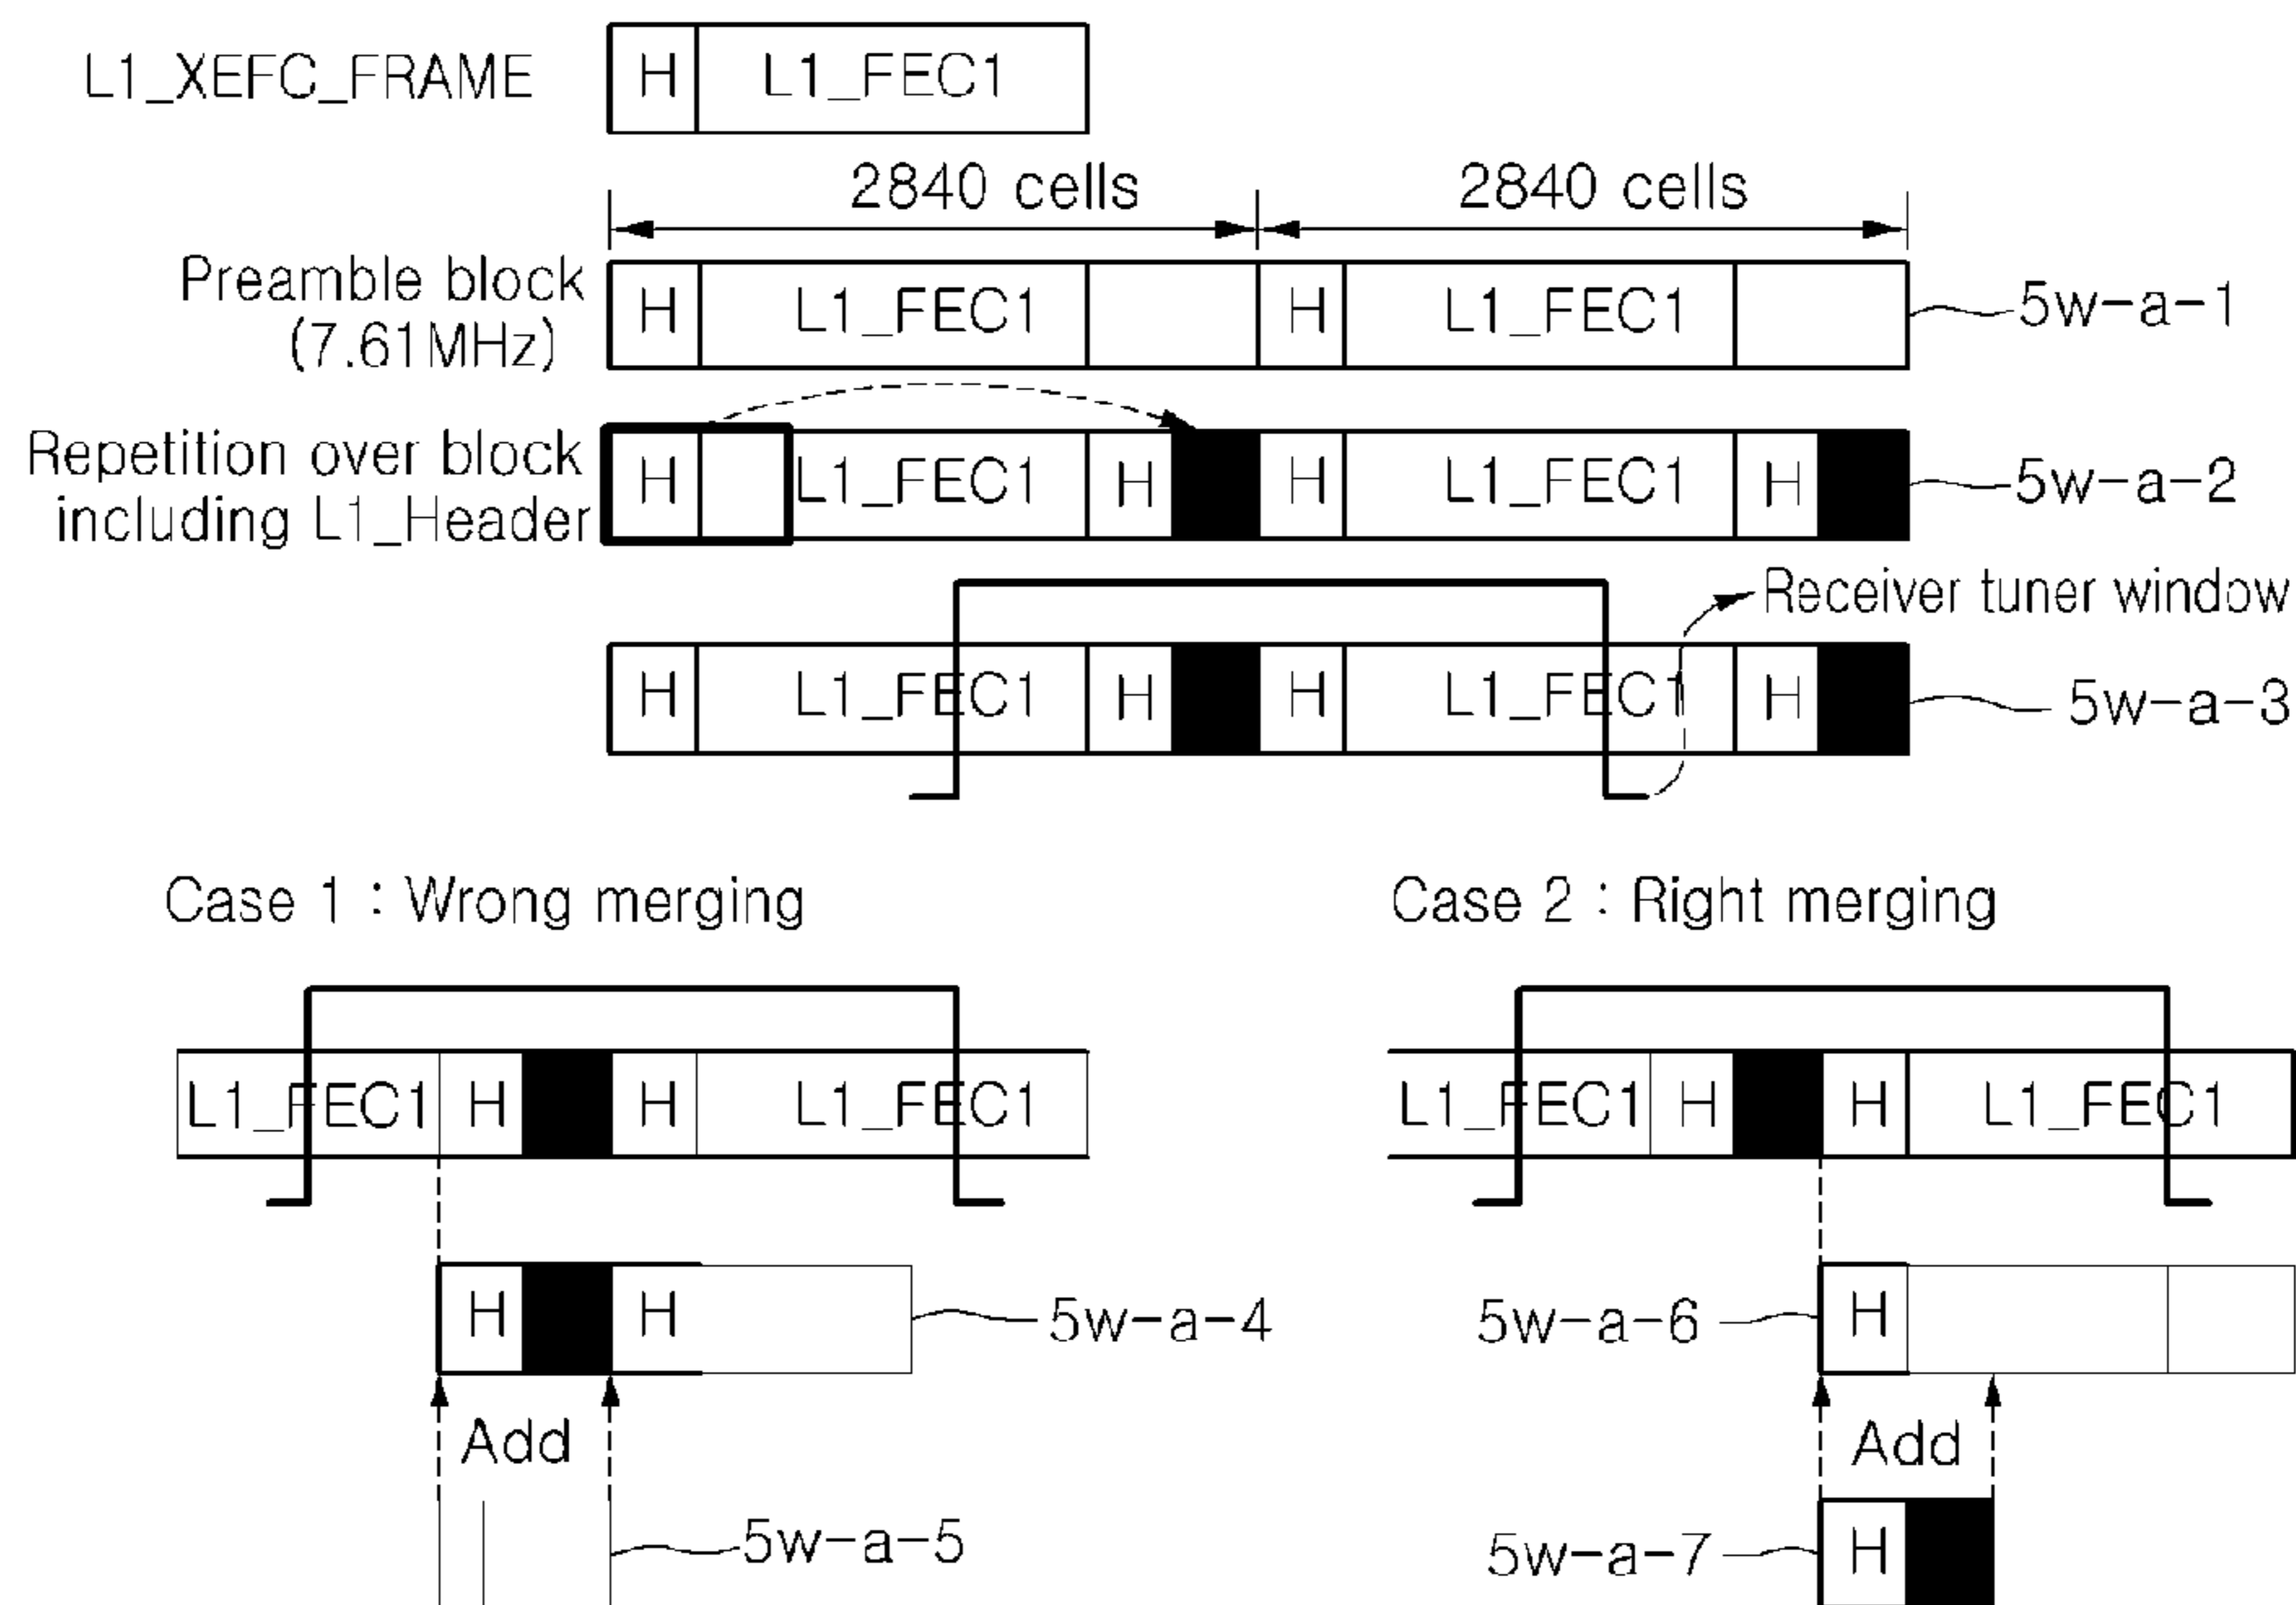 L1_XEFC_FRAME H L1_FEC1
2840 cells 2840 cells
Preamble block
(7.61MHz)
H L1_FEC1 H L1_FEC1 5w-a-1
Repetition over block
including L1_Header
H L1_FEC1 H H L1_FEC1 H 5w-a-2
Receiver tuner window
H L1_FEC1 H H L1_FEC1 H 5w-a-3
Case 1 : Wrong merging
Case 2 : Right merging
L1_FEC1 H H L1_FEC1
L1_FEC1 H H L1_FEC1
H H 5w-a-4
5w-a-6 H
Add
Add
5w-a-5
5w-a-7 H